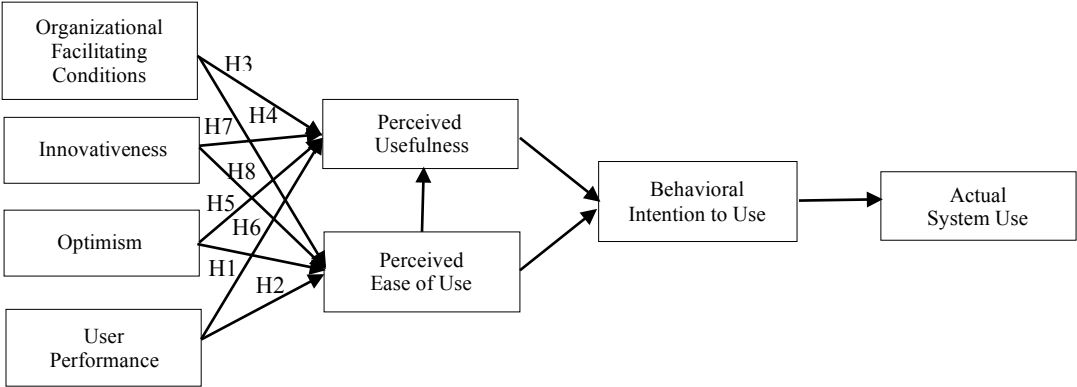 Organizational
Facilitating
Conditions
H3
H4
Perceived
Usefulness
H7
Innovativeness
H8
Behavioral
Intention to Use
Actual
System Use
H5
H6
Optimism
Perceived
Ease of Use
H1
H2
User
Performance